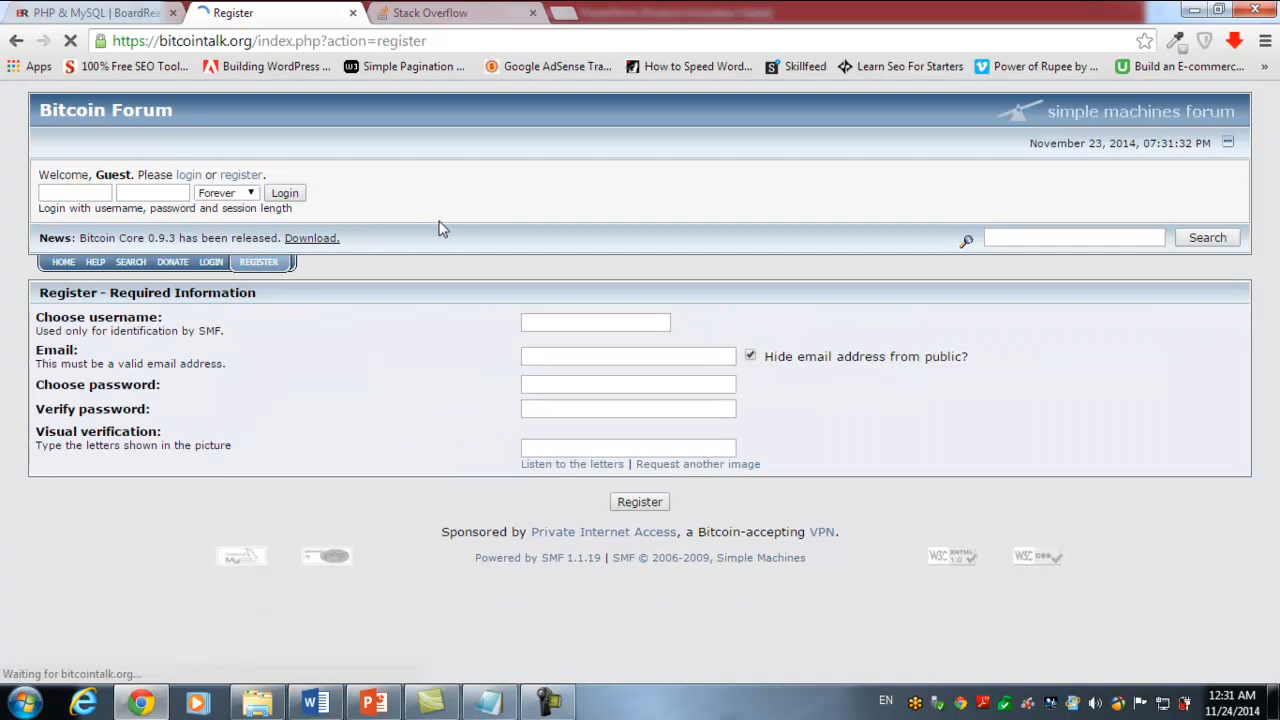 PHP & MySQL | BoardRea
Register
Stack Overflow
https://bitcointalk.org/index.php?action=register
Apps
100% Free SEO Tool...
Building WordPress ...
Simple Pagination ...
Google AdSense Tra...
How to Speed Word...
Skillfeed
Learn Seo For Starters
Power of Rupee by ...
Build an E-commerc...
»
Bitcoin Forum
simple machines forum
November 23, 2014, 07:31:32 PM
Welcome, Guest. Please login or register.
Forever
Login
Login with username, password and session length
News: Bitcoin Core 0.9.3 has been released. Download.
Search
HOME HELP SEARCH DONATE LOGIN REGISTER
Register - Required Information
Choose username:
Used only for identification by SMF.
Email:
This must be a valid email address.
Hide email address from public?
Choose password:
Verify password:
Visual verification:
Type the letters shown in the picture
Listen to the letters | Request another image
Register
Sponsored by Private Internet Access, a Bitcoin-accepting VPN.
Powered by SMF 1.1.19 | SMF © 2006-2009, Simple Machines
W3C XHTML 1.0
W3C CSS
Waiting for bitcointalk.org...
EN
12:31 AM
11/24/2014